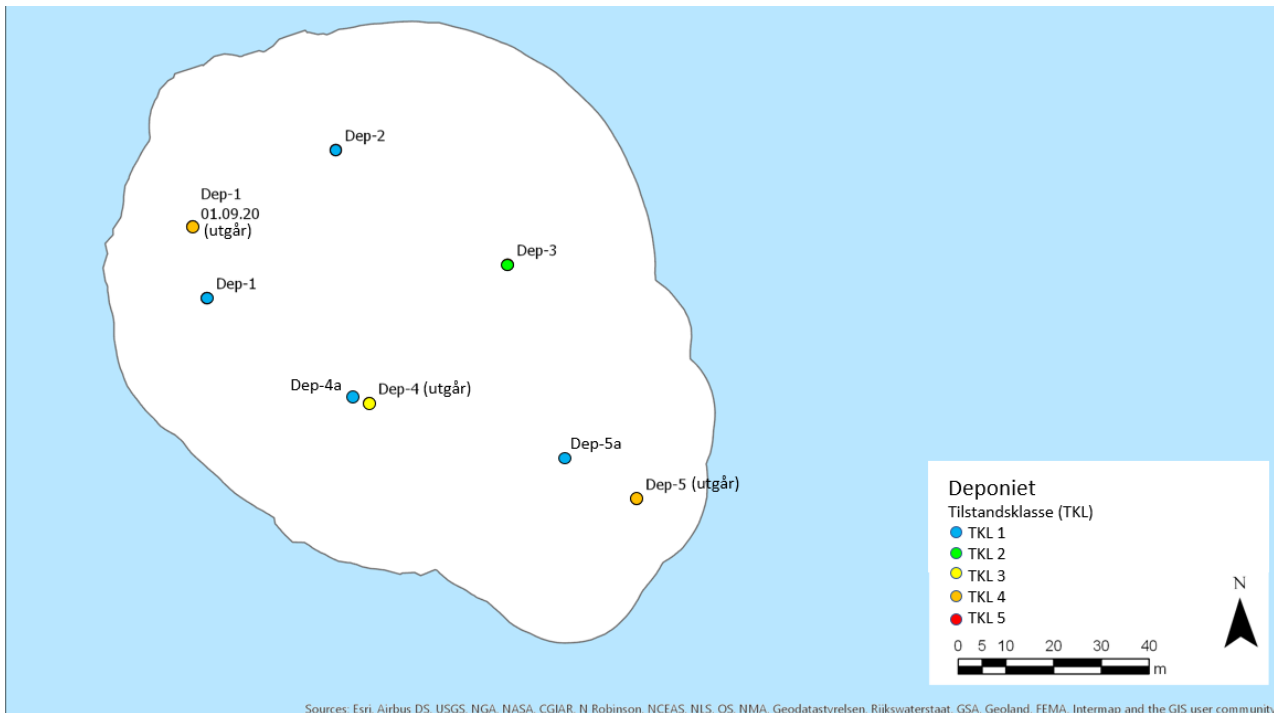 Dep-2
Dep-1
01.09.20
(utgår)
Dep-3
Dep-1
Dep-4a
Dep-4 (utgår)
Dep-5a
Dep-5 (utgår)
Deponiet
Tilstandsklasse (TKL)
TKL 1
TKL 2
TKL 3
TKL 4
TKL 5
N
0 5 10 20 30 40
m
Sources: Esri, Airbus DS, USGS, NGA, NASA, CGIAR, N Robinson, NCEAS, NLS, OS, NMA, Geodatastyrelsen, Rijkswaterstaat, GSA, Geoland, FEMA, Intermap and the GIS user community